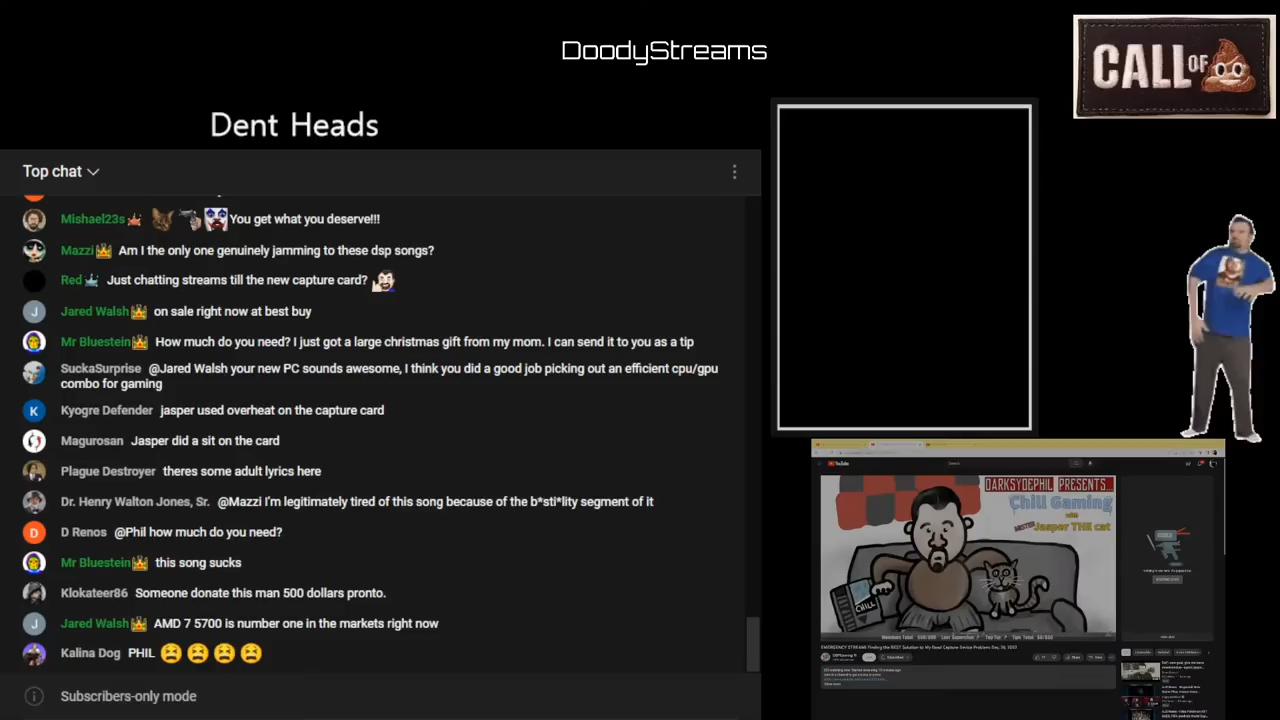 DoodyStreams
CALL OF
Dent Heads
Top chat
Mishael23s You get what you deserve!!!
Mazzi Am I the only one genuinely jamming to these dsp songs?
Red Just chatting streams till the new capture card?
J Jared Walsh on sale right now at best buy
Mr Bluestein How much do you need? I just got a large christmas gift from my mom. I can send it to you as a tip
SuckaSurprise @Jared Walsh your new PC sounds awesome, I think you did a good job picking out an efficient cpu/gpu
combo for gaming
K Kyogre Defender jasper used overheat on the capture card
Magurosan Jasper did a sit on the card
Plague Destroyer theres some adult lyrics here
Dr. Henry Walton Jones, Sr. @Mazzi I'm legitimately tired of this song because of the b*sti*lity segment of it
D D Renos @Phil how much do you need?
Mr Bluestein this song sucks
Klokateer86 Someone donate this man 500 dollars pronto.
J Jared Walsh AMD 7 5700 is number one in the markets right now
Kalina Dog PHIL
Subscribers-only mode
YouTube
Search
DARKSYDEPHIL PRESENTS...
Chill Gaming
with
MISTER Jasper THE cat
CHILL